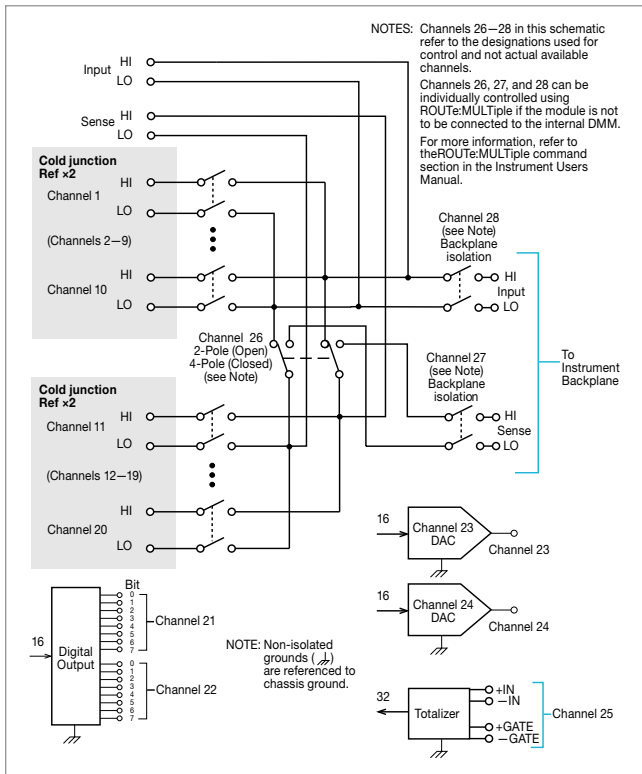 NOTES: Channels 26–28 in this schematic
refer to the designations used for
control and not actual available
channels.
Channels 26, 27, and 28 can be
individually controlled using
ROUTe:MULTiple if the module is not
to be connected to the internal DMM.
For more information, refer to
theROUTe:MULTiple command
section in the Instrument Users
Manual.
Input HI
LO
Sense HI
LO
Cold junction
Ref ×2
Channel 1 HI
LO
(Channels 2–9)
Channel 10 HI
LO
Channel 28
(see Note)
Backplane
isolation
HI
Input
LO
Channel 26
2-Pole (Open)
4-Pole (Closed)
(see Note)
Channel 27
(see Note)
Backplane
isolation
HI
Sense
LO
To
Instrument
Backplane
Cold junction
Ref ×2
Channel 11 HI
LO
(Channels 12–19)
Channel 20 HI
LO
16
Channel 23
DAC
Channel 23
16
Channel 24
DAC
Channel 24
Bit
0
1
2
3
4
5
6
7
Channel 21
16
Digital
Output
0
1
2
3
4
5
6
7
Channel 22
NOTE: Non-isolated
grounds ( )
are referenced to
chassis ground.
32
Totalizer
+IN
–IN
+GATE
–GATE
Channel 25